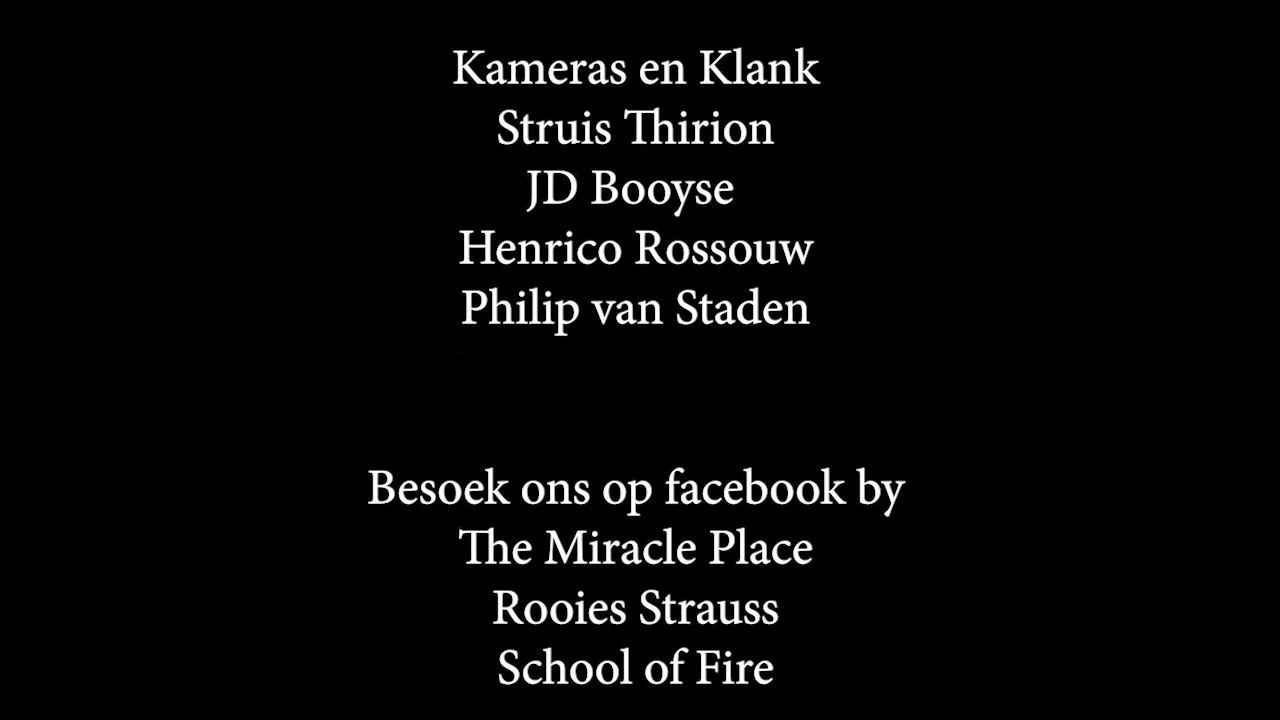 Kameras en Klank
Struis Thirion
JD Booyse
Henrico Rossouw
Philip van Staden
Besoek ons op facebook by
The Miracle Place
Rooies Strauss
School of Fire